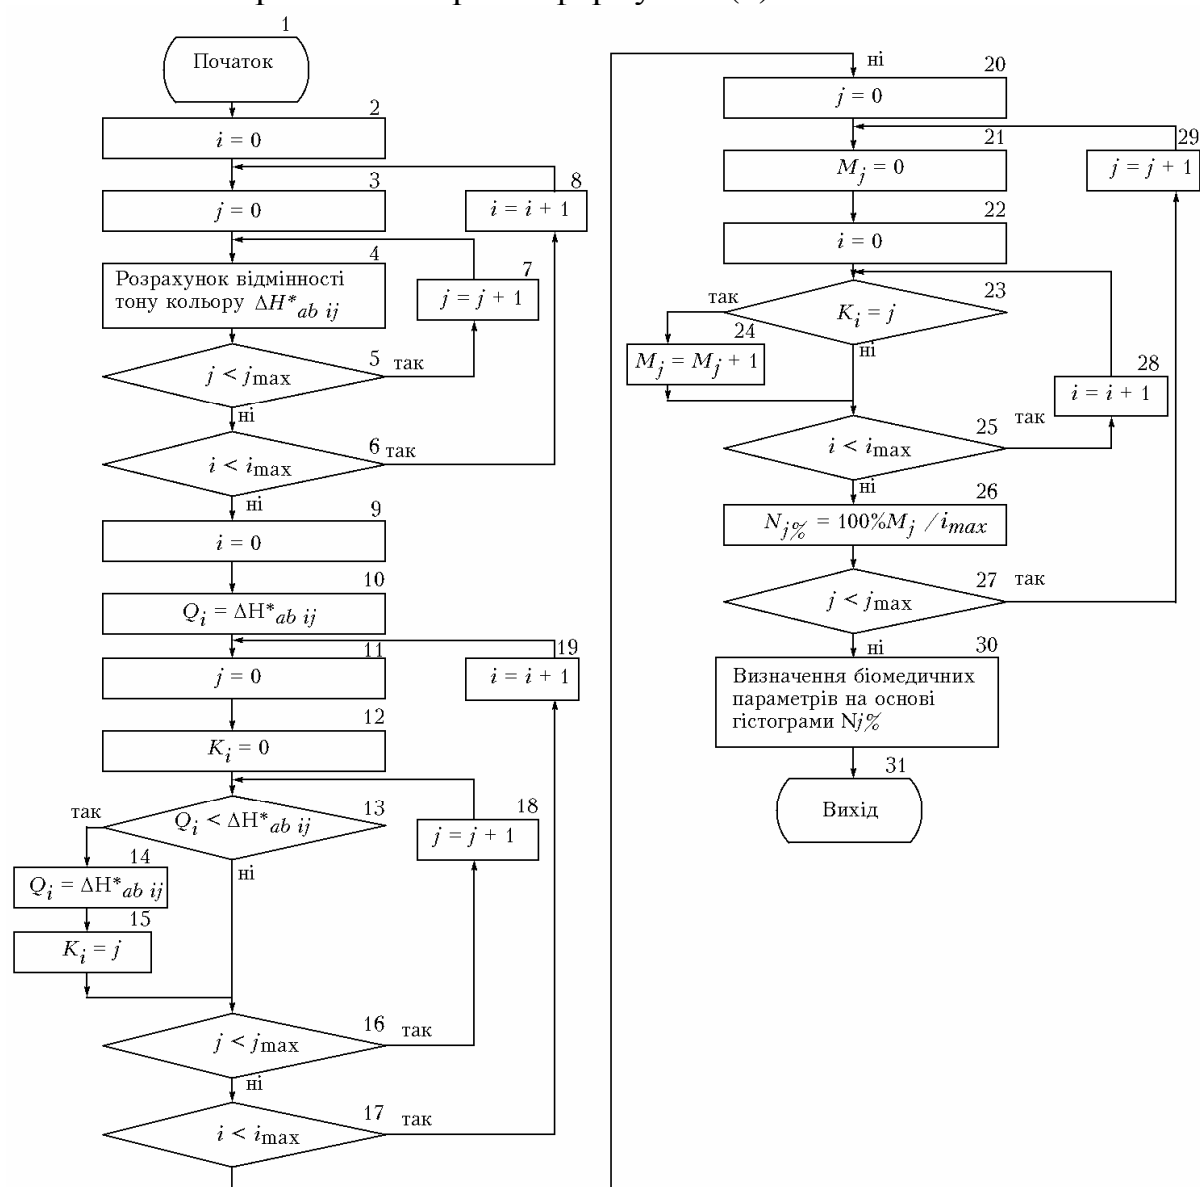 1
Початок
2
i = 0
3
j = 0
8
i = i + 1
4
Розрахунок відмінності
тону кольору ΔH*ab ij
7
j = j + 1
5
j < jmax
так
ні
6
i < imax
так
ні
9
i = 0
10
Qi = ΔH*ab ij
11
j = 0
19
i = i + 1
12
Ki = 0
13
Qi < ΔH*ab ij
так
ні
18
j = j + 1
14
Qi = ΔH*ab ij
15
Ki = j
16
j < jmax
так
ні
17
i < imax
так
ні
20
j = 0
21
Mj = 0
29
j = j + 1
22
i = 0
23
Ki = j
так
ні
24
Mj = Mj + 1
28
i = i + 1
25
i < imax
так
ні
26
Nj% = 100%Mj /imax
27
j < jmax
так
ні
30
Визначення біомедичних
параметрів на основі
гістограми Nj%
31
Вихід